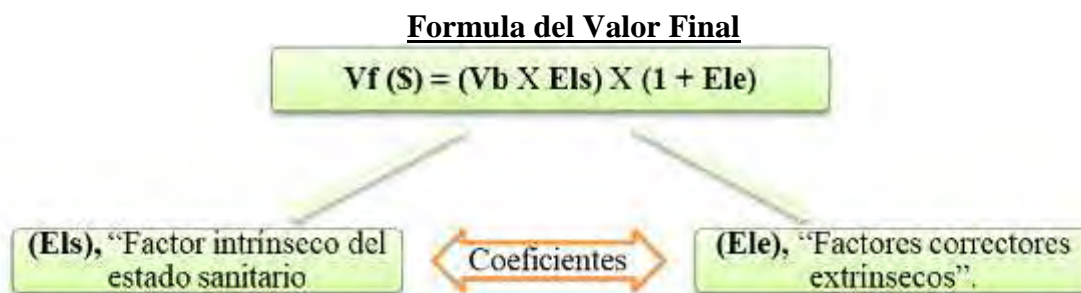 Formula del Valor Final
Vf ($) = (Vb X Els) X (1 + Ele)
(Els), “Factor intrínseco del
estado sanitario
Coeficientes
(Ele), “Factores correctores
extrinsecos”.